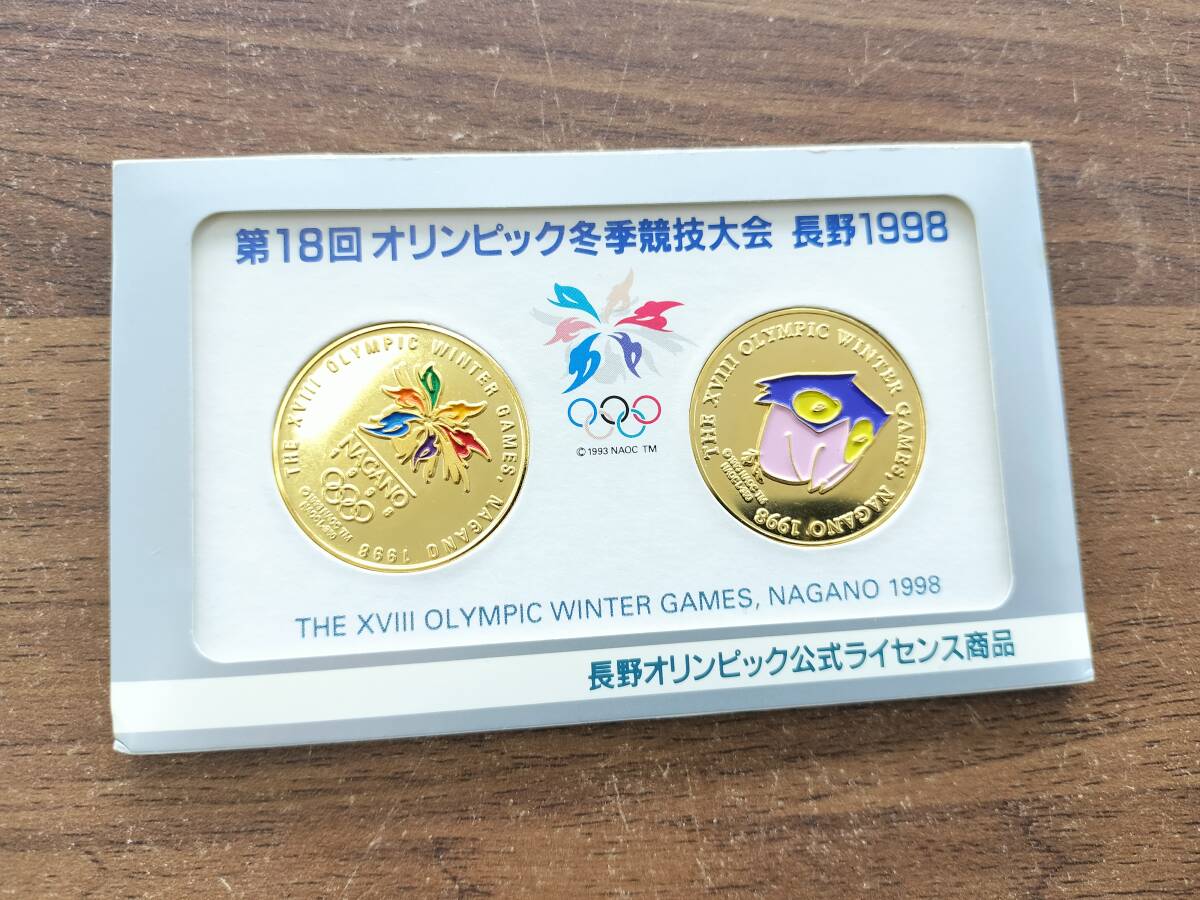 第18回 オリンピック冬季競技大会 長野1998
THE XVIII OLYMPIC WINTER GAMES, NAGANO 1998
NAGANO
1998
© 1993 NAOC TM
THE XVIII OLYMPIC WINTER GAMES, NAGANO 1998
THE XVIII OLYMPIC WINTER GAMES, NAGANO 1998
長野オリンピック公式ライセンス商品